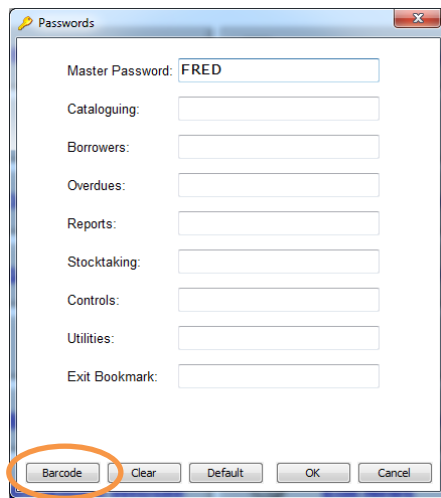 Passwords
Master Password: FRED
Cataloguing:
Borrowers:
Overdues:
Reports:
Stocktaking:
Controls:
Utilities:
Exit Bookmark:
Barcode Clear Default OK Cancel